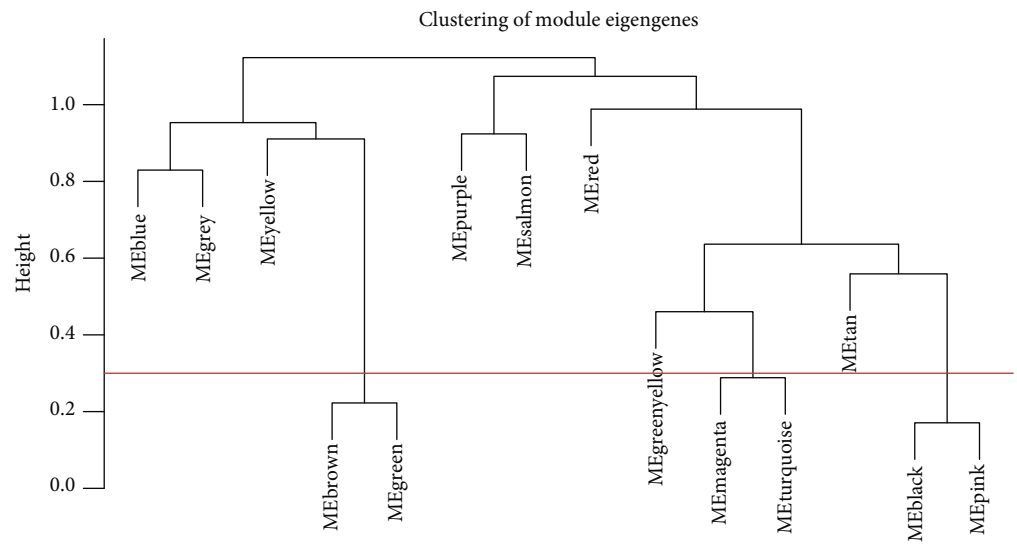 Clustering of module eigengenes
Height
1.0
0.8
0.6
0.4
0.2
0.0
MEblue
MEgrey
MEyellow
MEbrown
MEgreen
MEpurple
MEsalmon
MEred
MEgreenyellow
MEmagenta
MEturquoise
MEtan
MEblack
MEpink